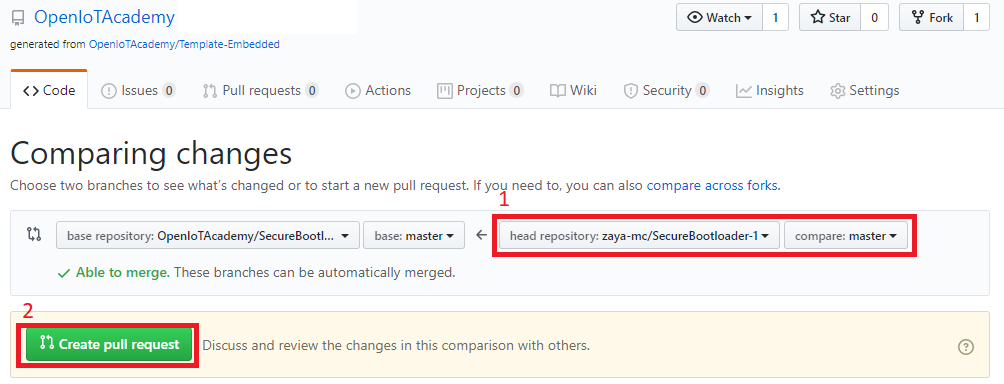 OpenIoTAcademy
Watch 1 Star 0 Fork 1
generated from OpenIoTAcademy/Template-Embedded
Code Issues 0 Pull requests 0 Actions Projects 0 Wiki Security 0 Insights Settings
Comparing changes
Choose two branches to see what's changed or to start a new pull request. If you need to, you can also compare across forks.
1
base repository: OpenIoTAcademy/SecureBootl... base: master ← head repository: zaya-mc/SecureBootloader-1 compare: master
✓ Able to merge. These branches can be automatically merged.
2
Create pull request Discuss and review the changes in this comparison with others. ?